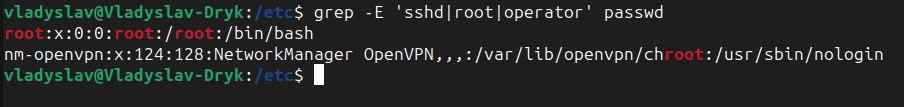 vladyslav@Vladyslav-Dryk:/etc$ grep -E 'sshd|root|operator' passwd
root:x:0:0:root:/root:/bin/bash
nm-openvpn:x:124:128:NetworkManager OpenVPN,,,:/var/lib/openvpn/chroot:/usr/sbin/nologin
vladyslav@Vladyslav-Dryk:/etc$